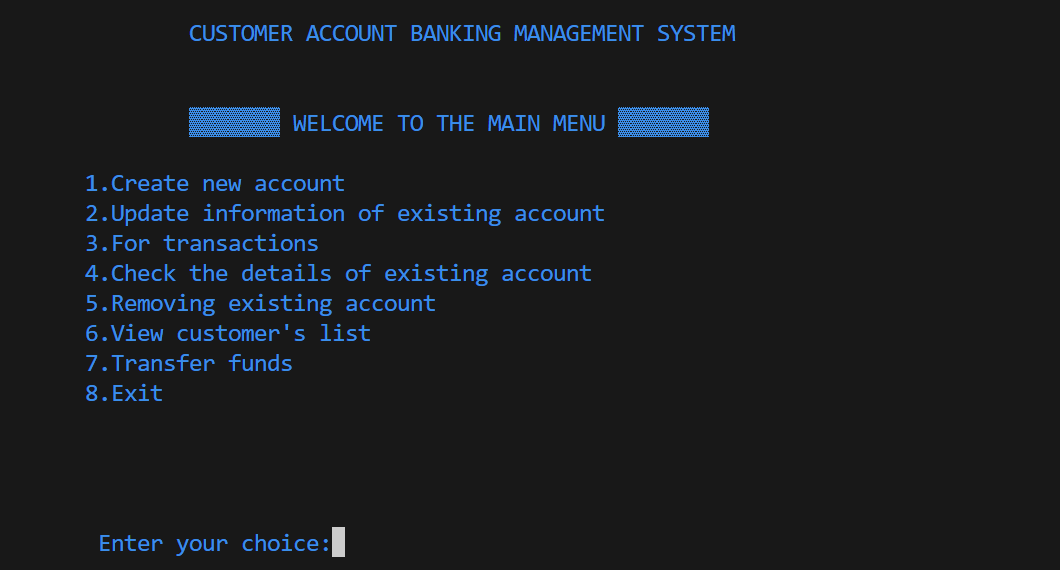 CUSTOMER ACCOUNT BANKING MANAGEMENT SYSTEM
▒▒▒▒▒▒▒ WELCOME TO THE MAIN MENU ▒▒▒▒▒▒▒
1.Create new account
2.Update information of existing account
3.For transactions
4.Check the details of existing account
5.Removing existing account
6.View customer's list
7.Transfer funds
8.Exit
Enter your choice: